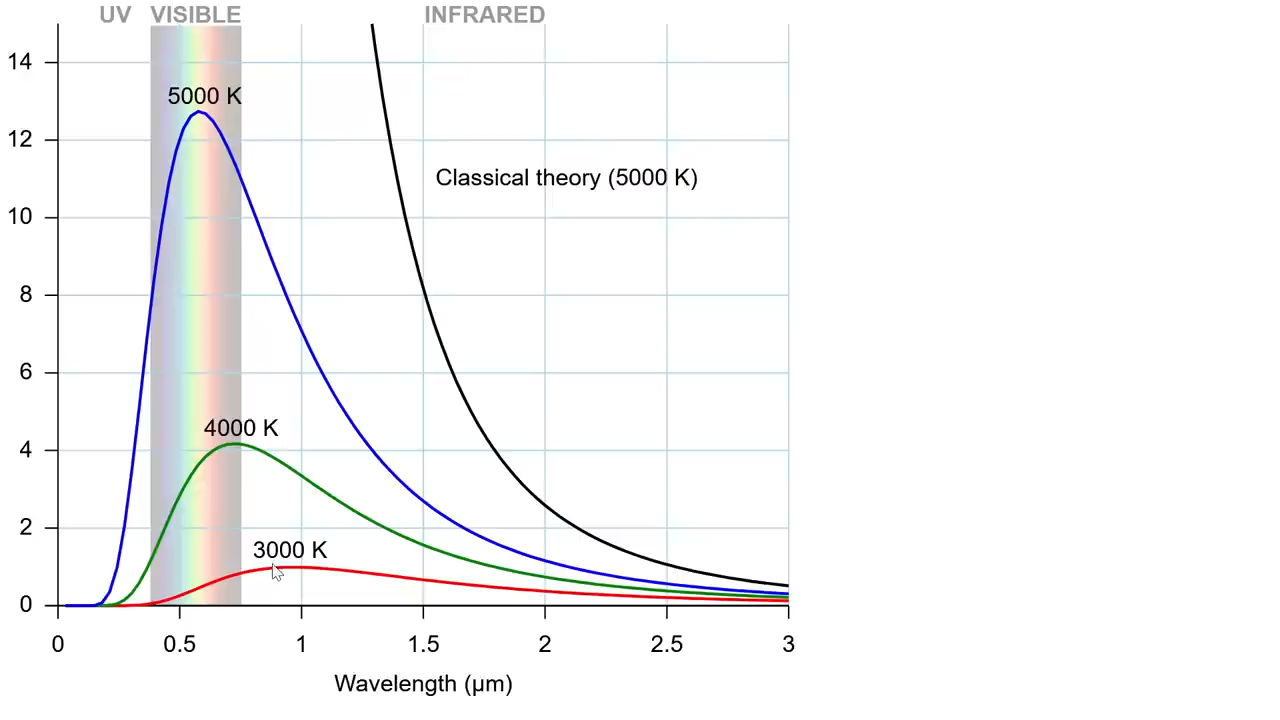 UV VISIBLE INFRARED
14
5000 K
12
Classical theory (5000 K)
10
8
6
4000 K
4
3000 K
2
0
0 0.5 1 1.5 2 2.5 3
Wavelength (μm)